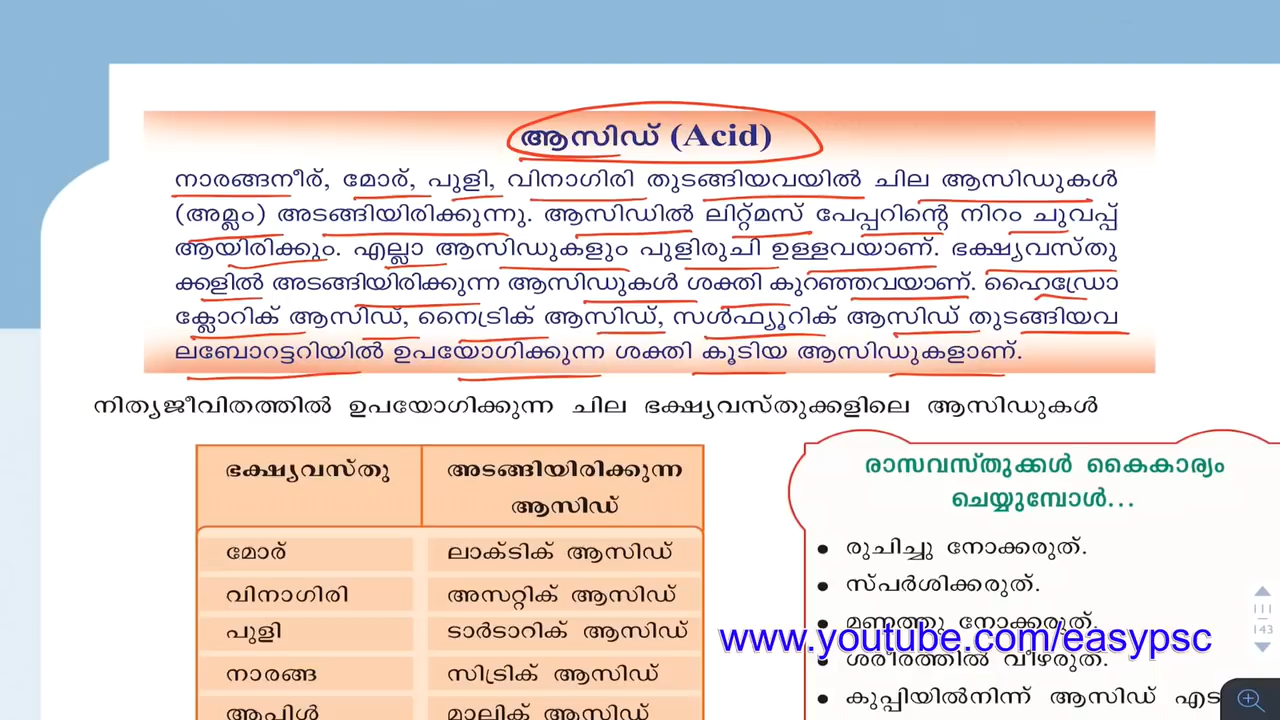 ആസിഡ് (Acid)
നാരങ്ങനീര്, മോര്, പുളി, വിനാഗിരി തുടങ്ങിയവയിൽ ചില ആസിഡുകൾ
(അമ്ലം) അടങ്ങിയിരിക്കുന്നു. ആസിഡിൽ ലിറ്റ്മസ് പേപ്പറിന്റെ നിറം ചുവപ്പ്
ആയിരിക്കും. എല്ലാ ആസിഡുകളും പുളിരുചി ഉള്ളവയാണ്. ഭക്ഷ്യവസ്തു
ക്കളിൽ അടങ്ങിയിരിക്കുന്ന ആസിഡുകൾ ശക്തി കുറഞ്ഞവയാണ്. ഹൈഡ്രോ
ക്ലോറിക് ആസിഡ്, നൈട്രിക് ആസിഡ്, സൾഫ്യൂറിക് ആസിഡ് തുടങ്ങിയവ
ലബോറട്ടറിയിൽ ഉപയോഗിക്കുന്ന ശക്തി കൂടിയ ആസിഡുകളാണ്.
നിത്യജീവിതത്തിൽ ഉപയോഗിക്കുന്ന ചില ഭക്ഷ്യവസ്തുക്കളിലെ ആസിഡുകൾ
ഭക്ഷ്യവസ്തു അടങ്ങിയിരിക്കുന്ന
ആസിഡ്
മോര് ലാക്ടിക് ആസിഡ്
വിനാഗിരി അസറ്റിക് ആസിഡ്
പുളി ടാർടാറിക് ആസിഡ്
നാരങ്ങ സിട്രിക് ആസിഡ്
ആപ്പിൾ മാലിക് ആസിഡ്
രാസവസ്തുക്കൾ കൈകാര്യം
ചെയ്യുമ്പോൾ...
• രുചിച്ചു നോക്കരുത്.
• സ്പർശിക്കരുത്.
• മണത്തു നോക്കരുത്.
www.youtube.com/easypsc
• ശരീരത്തിൽ വീഴരുത്.
• കുപ്പിയിൽനിന്ന് ആസിഡ് എട
111
143